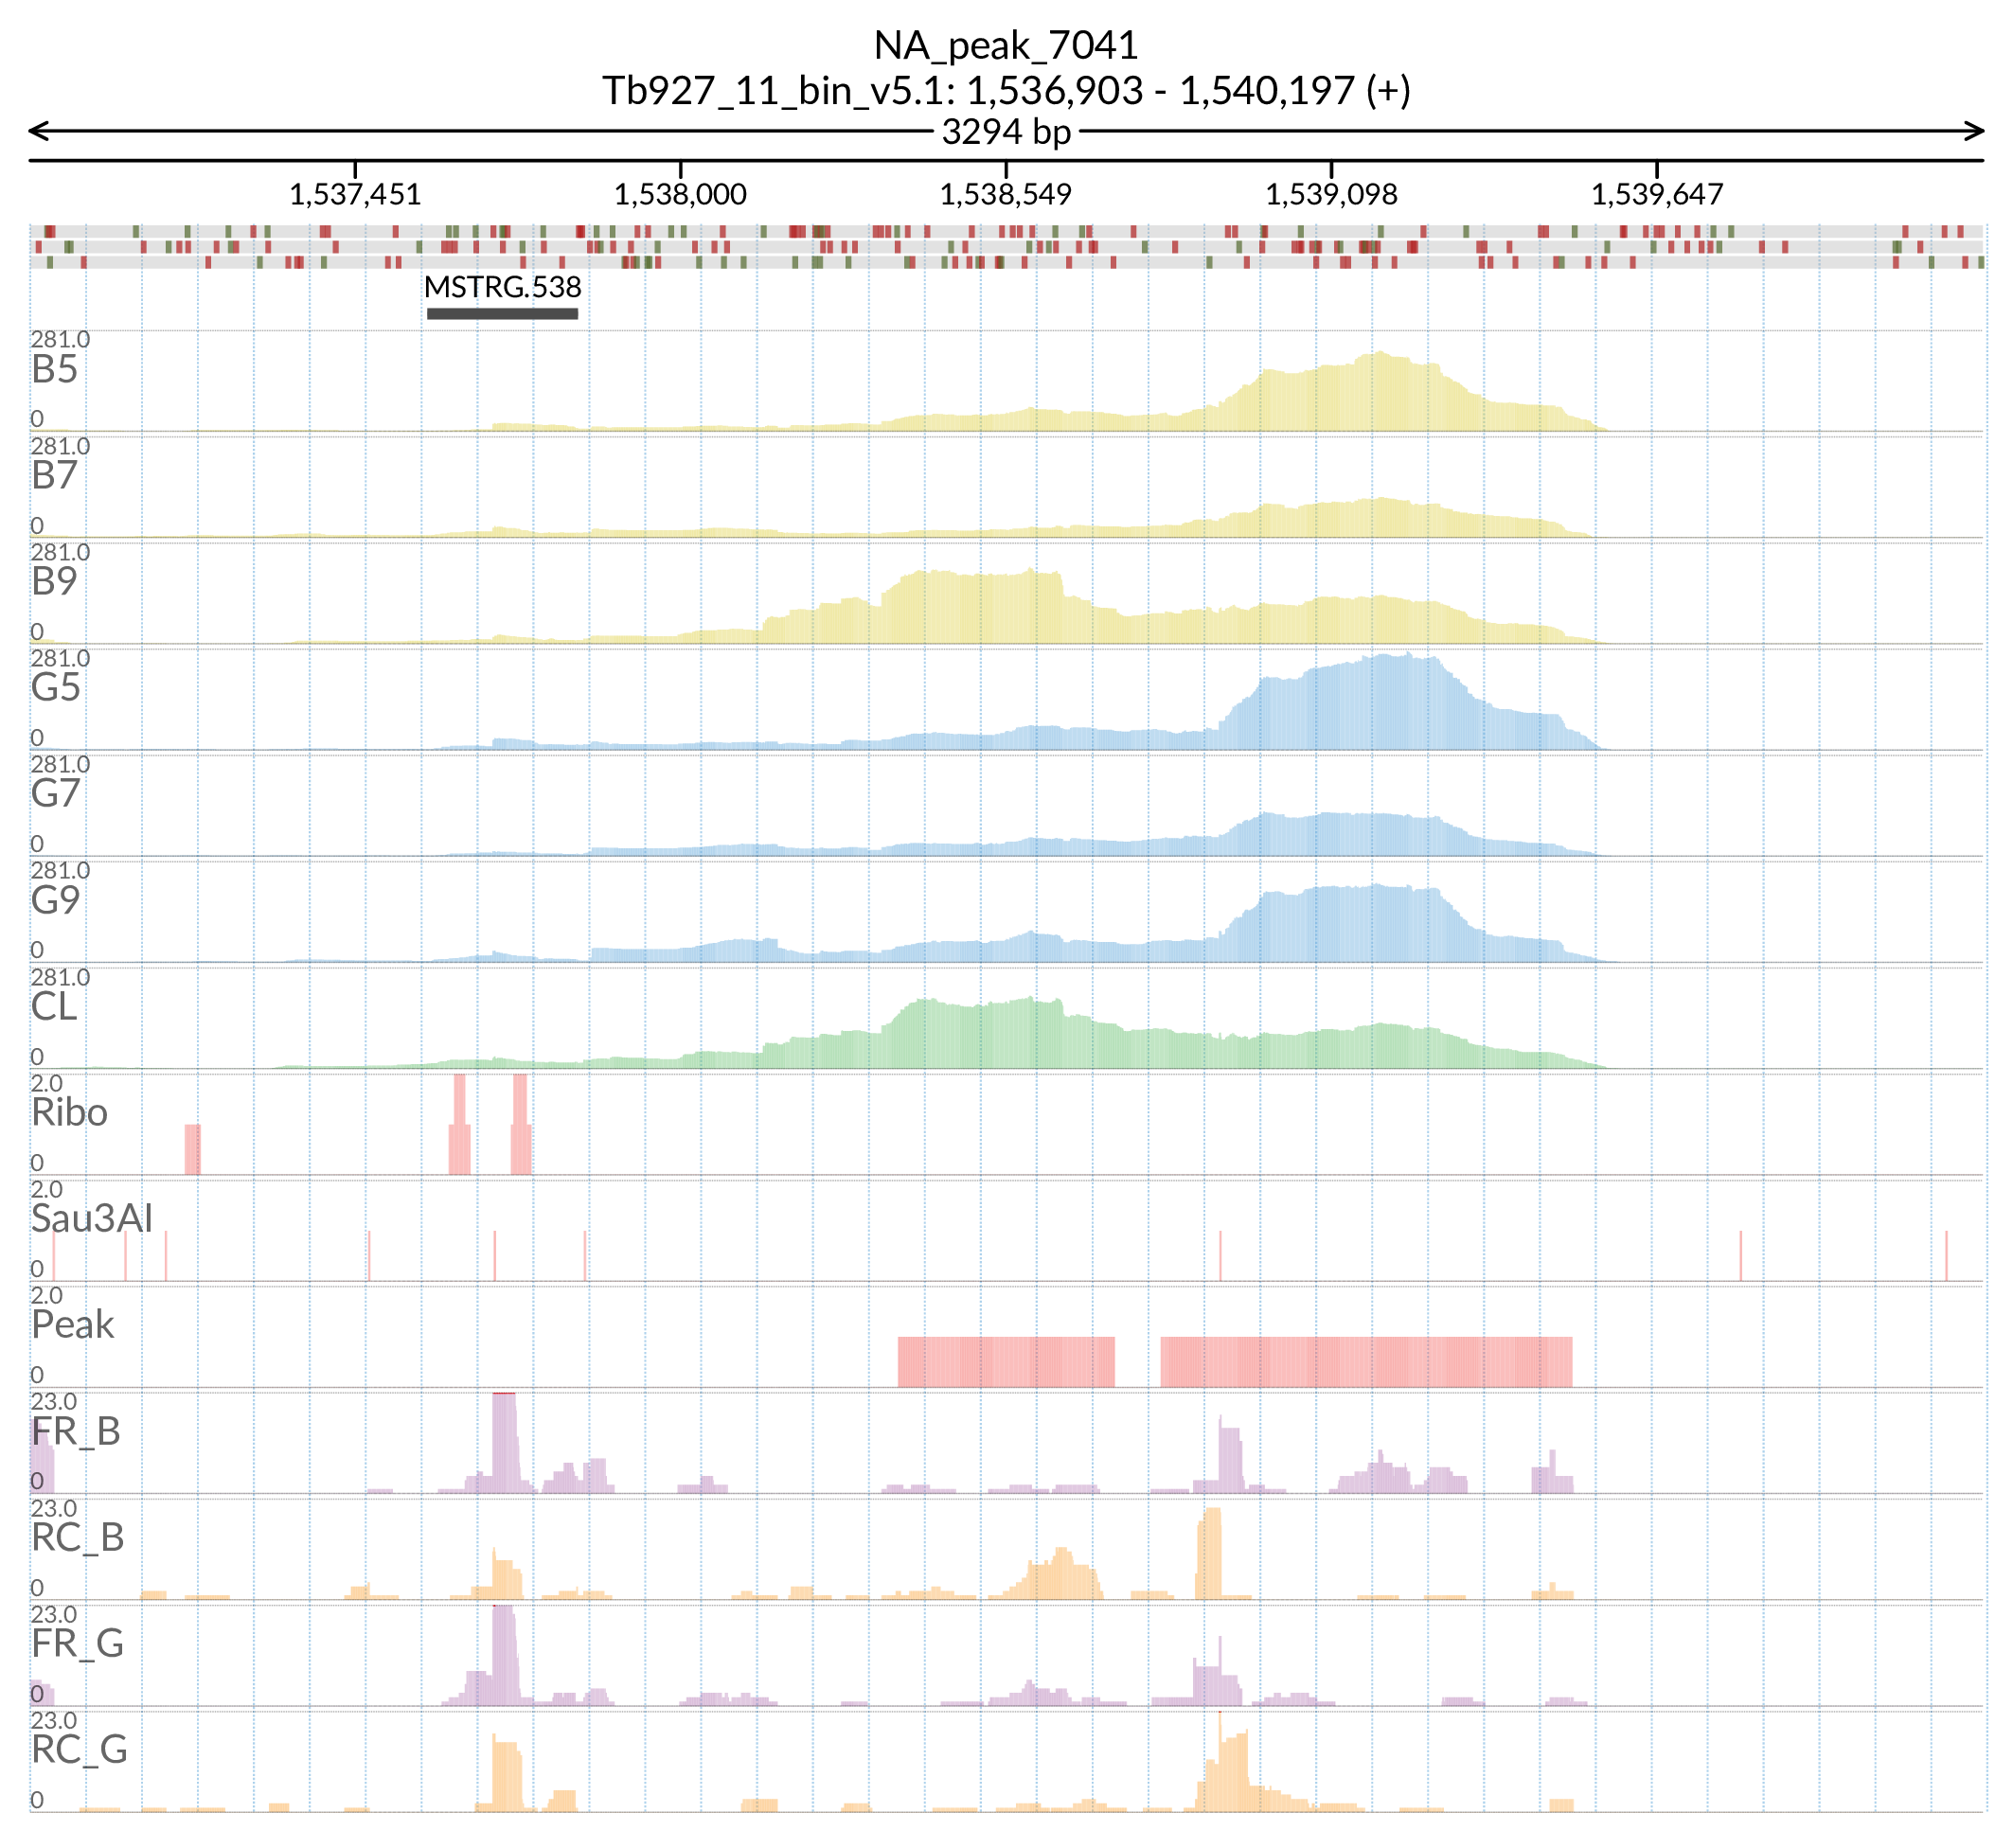 NA_peak_7041
Tb927_11_bin_v5.1: 1,536,903 - 1,540,197 (+)
3294 bp
1,537,451 1,538,000 1,538,549 1,539,098 1,539,647
MSTRG.538
281.0
B5
0
281.0
B7
0
281.0
B9
0
281.0
G5
0
281.0
G7
0
281.0
G9
0
281.0
CL
0
2.0
Ribo
0
2.0
Sau3AI
0
2.0
Peak
0
23.0
FR_B
0
23.0
RC_B
0
23.0
FR_G
0
23.0
RC_G
0